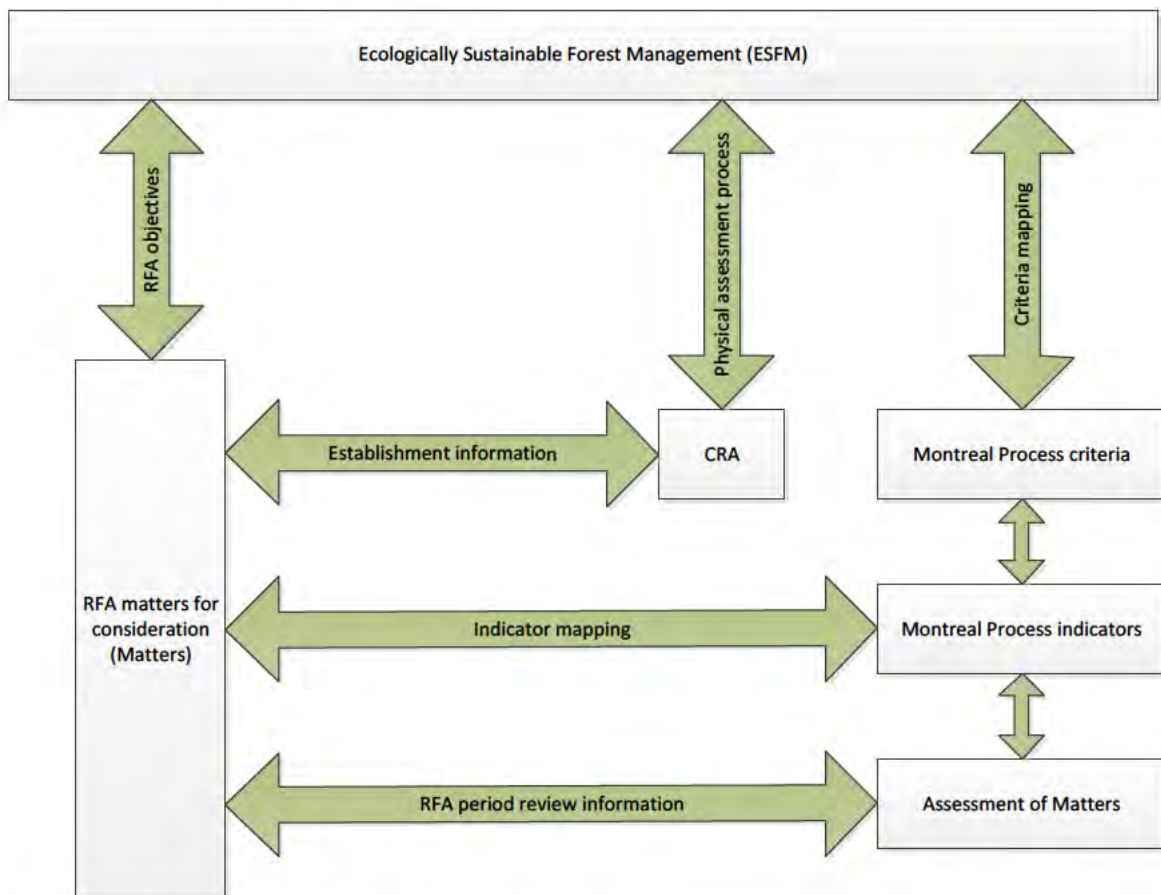 Ecologically Sustainable Forest Management (ESFM)
RFA objectives
Physical assessment process
Criteria mapping
Establishment information
CRA
Montreal Process criteria
RFA matters for
consideration
(Matters)
Indicator mapping
Montreal Process indicators
RFA period review information
Assessment of Matters